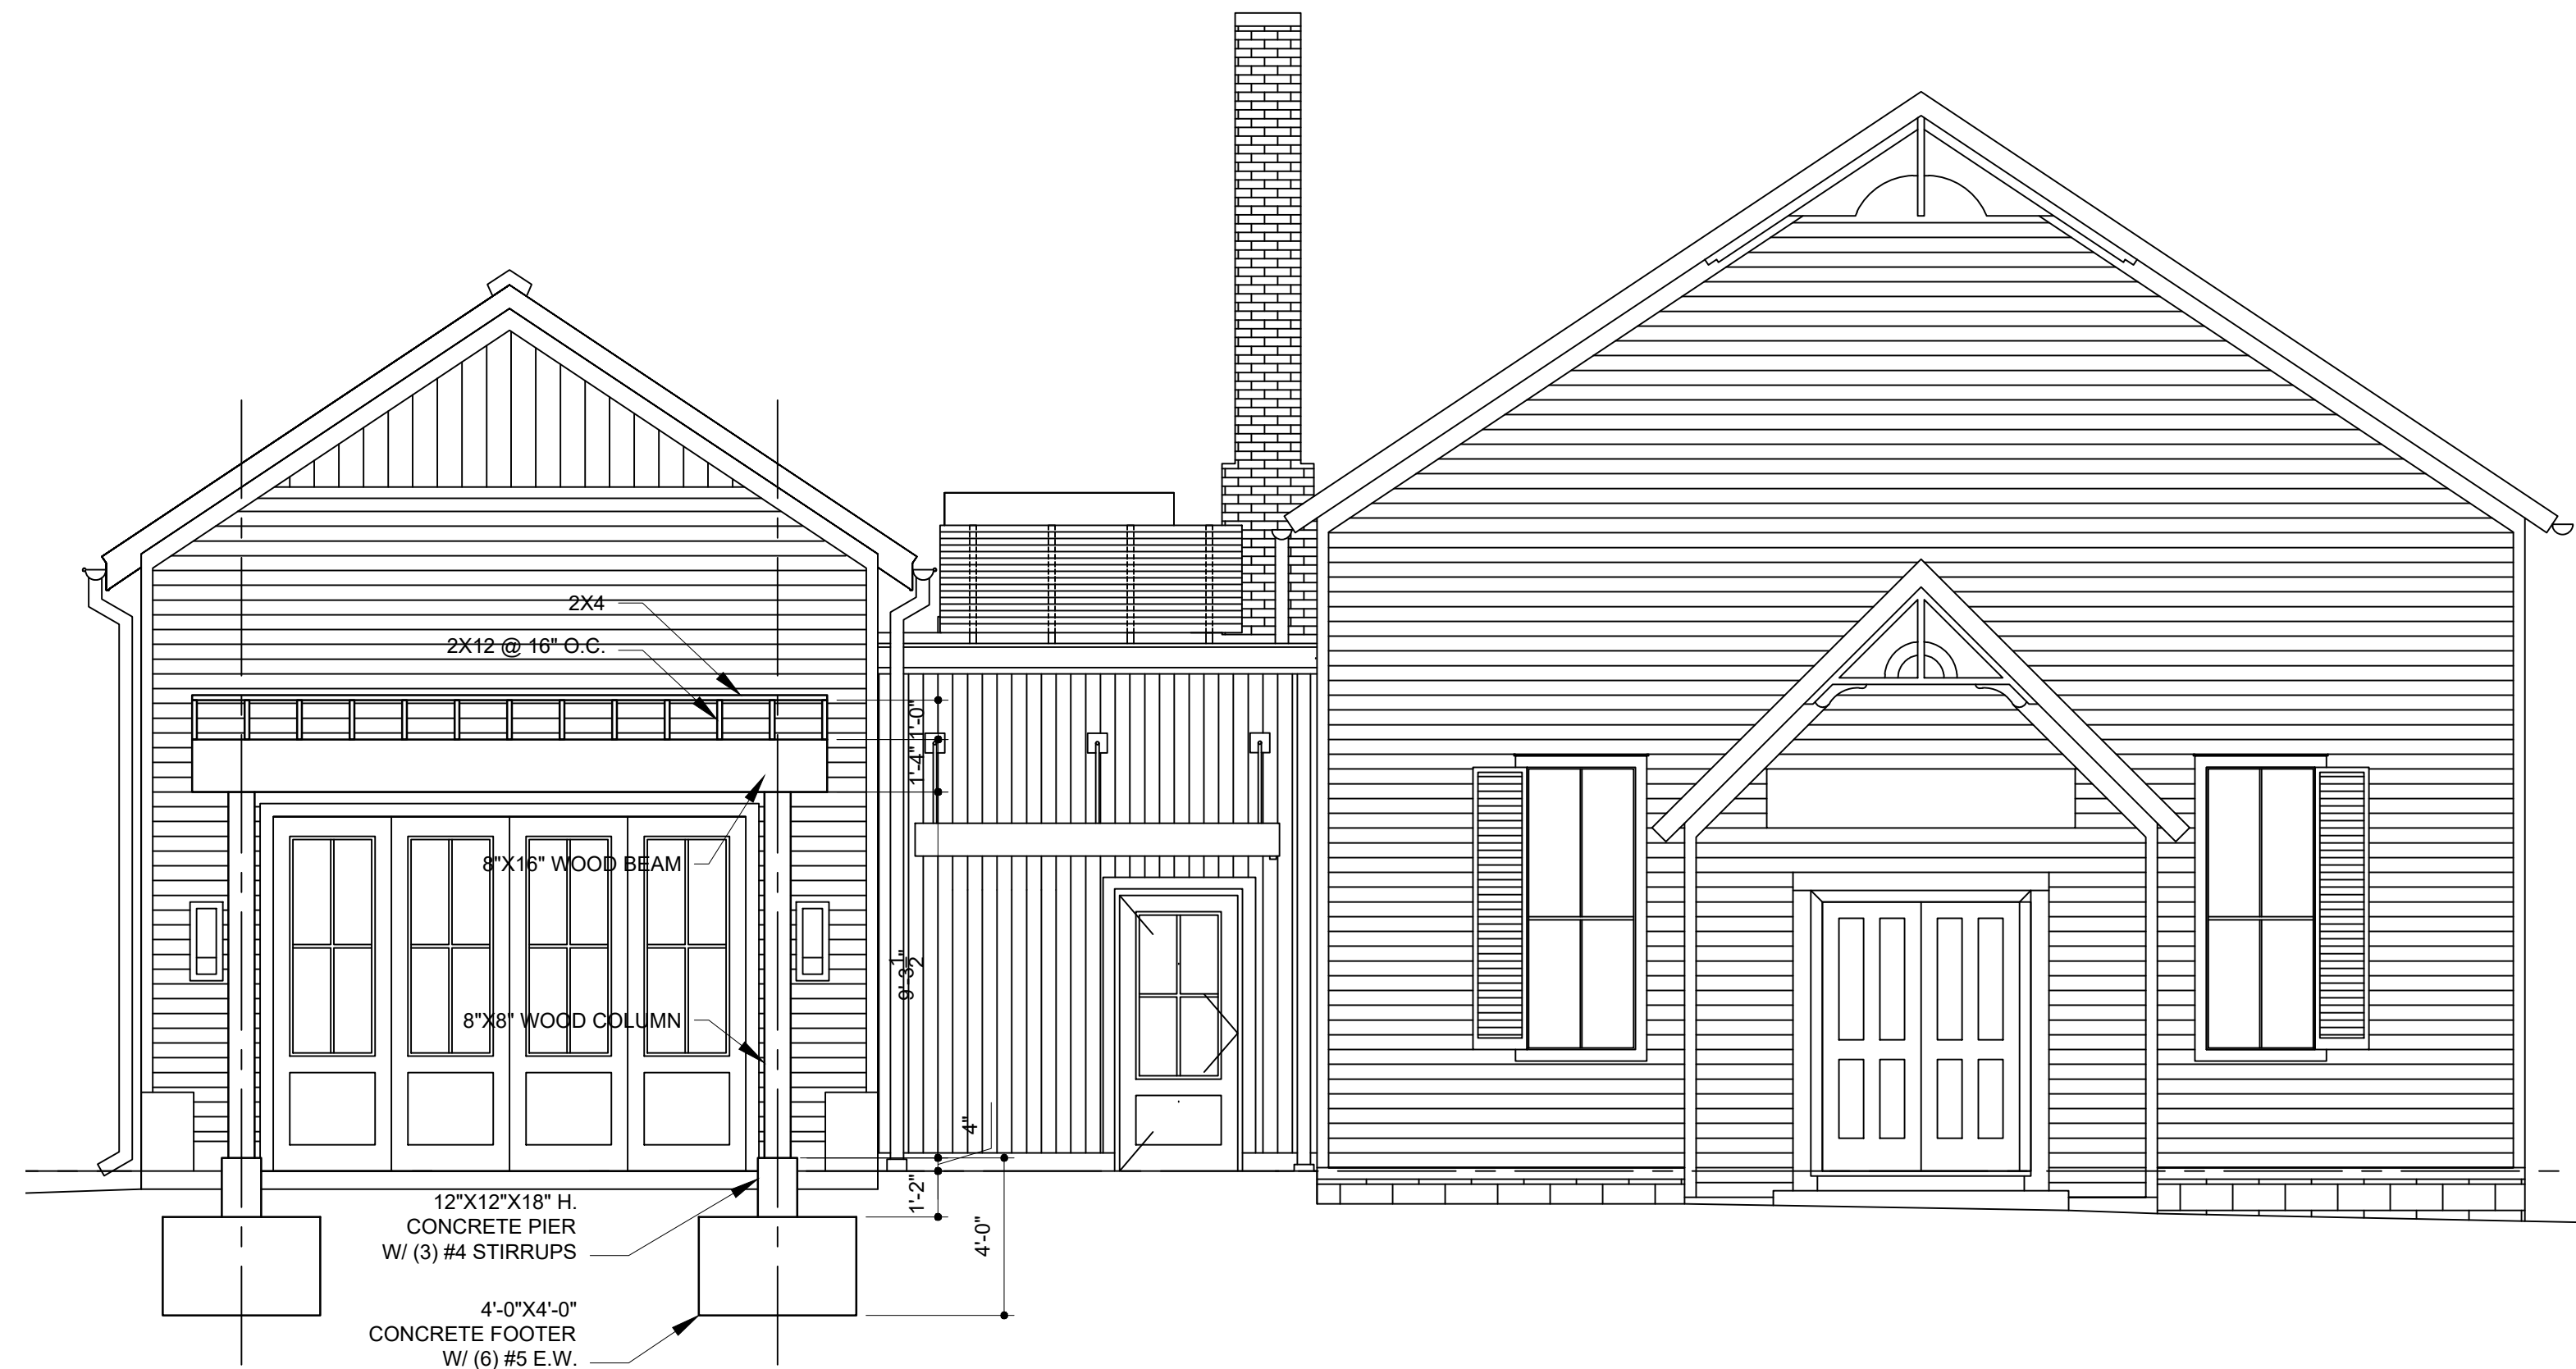 2X4
2X12 @ 16" O.C.
1'-0"
1'-4"
8"X16" WOOD BEAM
9'-3 1/2"
8"X8" WOOD COLUMN
4"
1'-2"
4'-0"
12"X12"X18" H.
CONCRETE PIER
W/ (3) #4 STIRRUPS
4'-0"X4'-0"
CONCRETE FOOTER
W/ (6) #5 E.W.